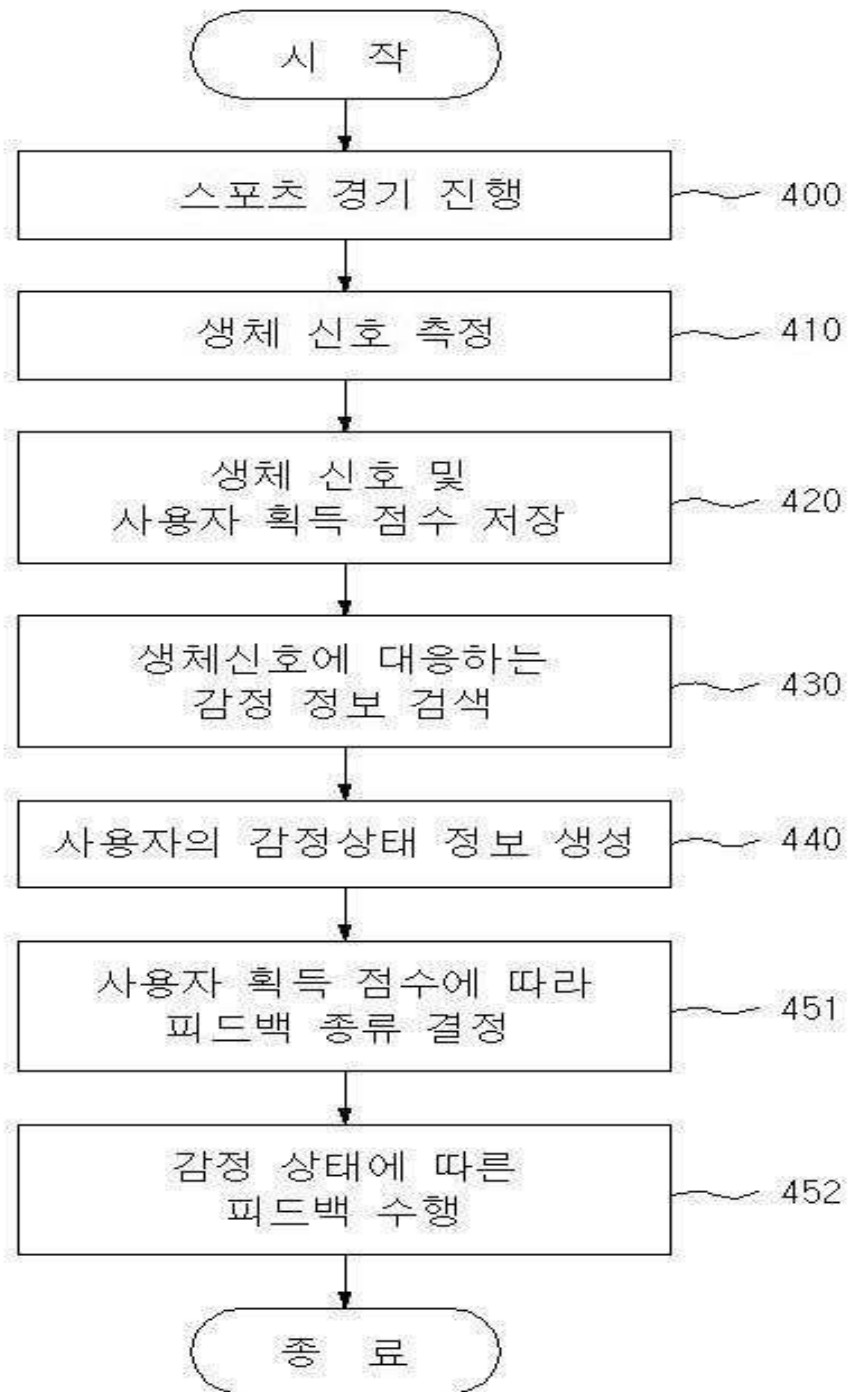 시 작
스포츠 경기 진행
400
생체 신호 측정
410
생체 신호 및
사용자 획득 점수 저장
420
생체신호에 대응하는
감정 정보 검색
430
사용자의 감정상태 정보 생성
440
사용자 획득 점수에 따라
피드백 종류 결정
451
감정 상태에 따른
피드백 수행
452
종 료